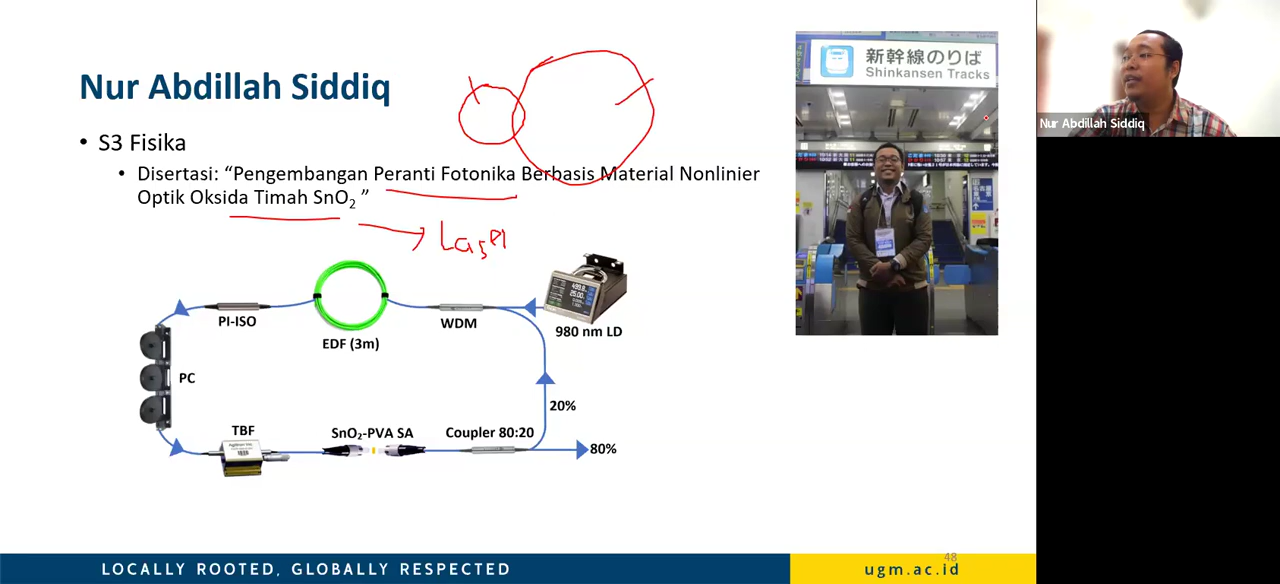 Nur Abdillah Siddiq
• S3 Fisika
• Disertasi: “Pengembangan Peranti Fotonika Berbasis Material Nonlinier
Optik Oksida Timah SnO₂ ”
Laser
PI-ISO
EDF (3m)
WDM
980 nm LD
PC
20%
TBF
SnO₂-PVA SA
Coupler 80:20
80%
新幹線のりば
Shinkansen Tracks
Nur Abdillah Siddiq
48
LOCALLY ROOTED, GLOBALLY RESPECTED
ugm.ac.id